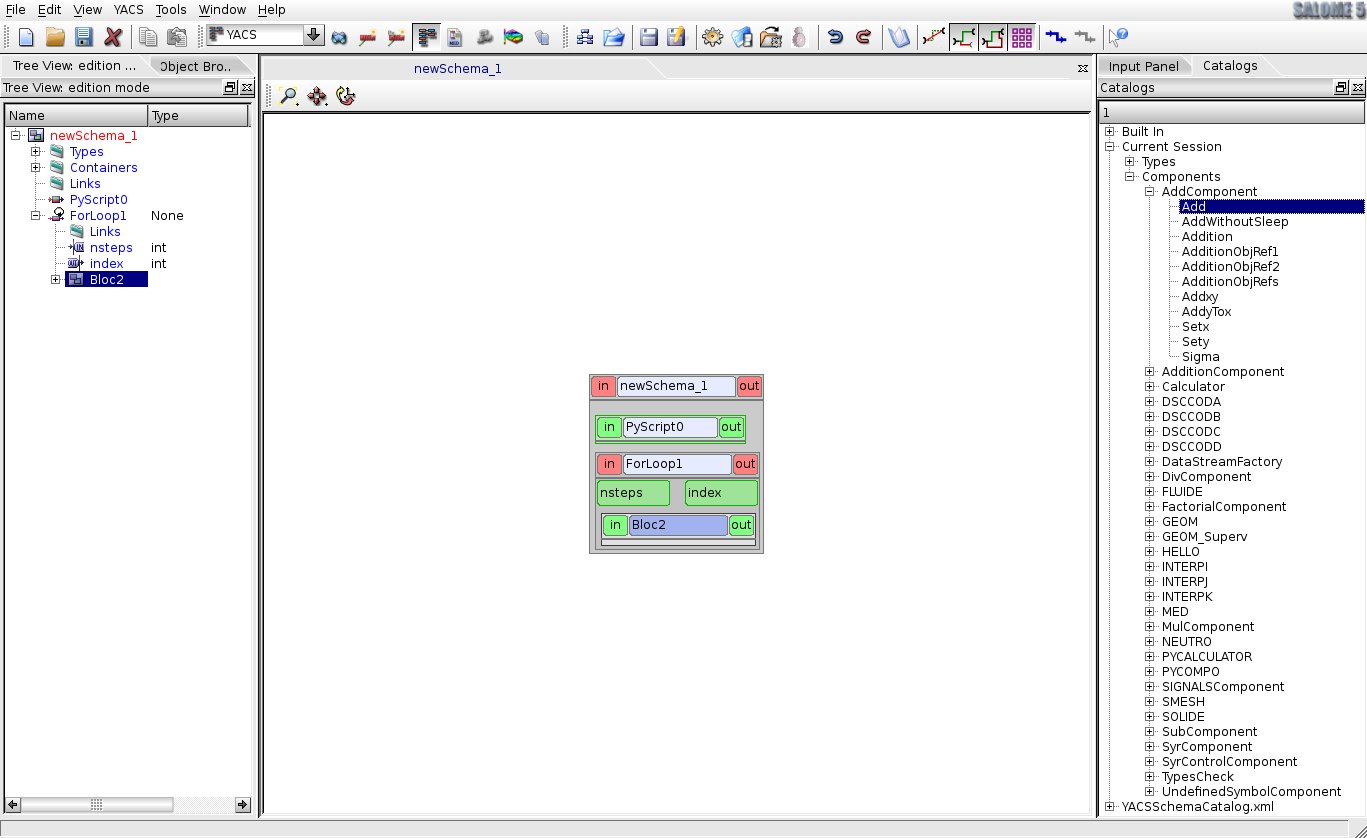 File Edit View YACS Tools Window Help
SALOME 5
YACS
Tree View: edition ... Object Bro..
Tree View: edition mode
Name Type
newSchema_1
Types
Containers
Links
PyScript0
ForLoop1 None
Links
nsteps int
index int
Bloc2
newSchema_1
in newSchema_1 out
in PyScript0 out
in ForLoop1 out
nsteps index
in Bloc2 out
Input Panel Catalogs
Catalogs
1
Built In
Current Session
Types
Components
AddComponent
Add
AddWithoutSleep
Addition
AdditionObjRef1
AdditionObjRef2
AdditionObjRefs
Addxy
AddyTox
Setx
Sety
Sigma
AdditionComponent
Calculator
DSCCODA
DSCCODB
DSCCODC
DSCCODD
DataStreamFactory
DivComponent
FLUIDE
FactorialComponent
GEOM
GEOM_Superv
HELLO
INTERPI
INTERPJ
INTERPK
MED
MulComponent
NEUTRO
PYCALCULATOR
PYCOMPO
SIGNALSComponent
SMESH
SOLIDE
SubComponent
SyrComponent
SyrControlComponent
TypesCheck
UndefinedSymbolComponent
YACSSchemaCatalog.xml